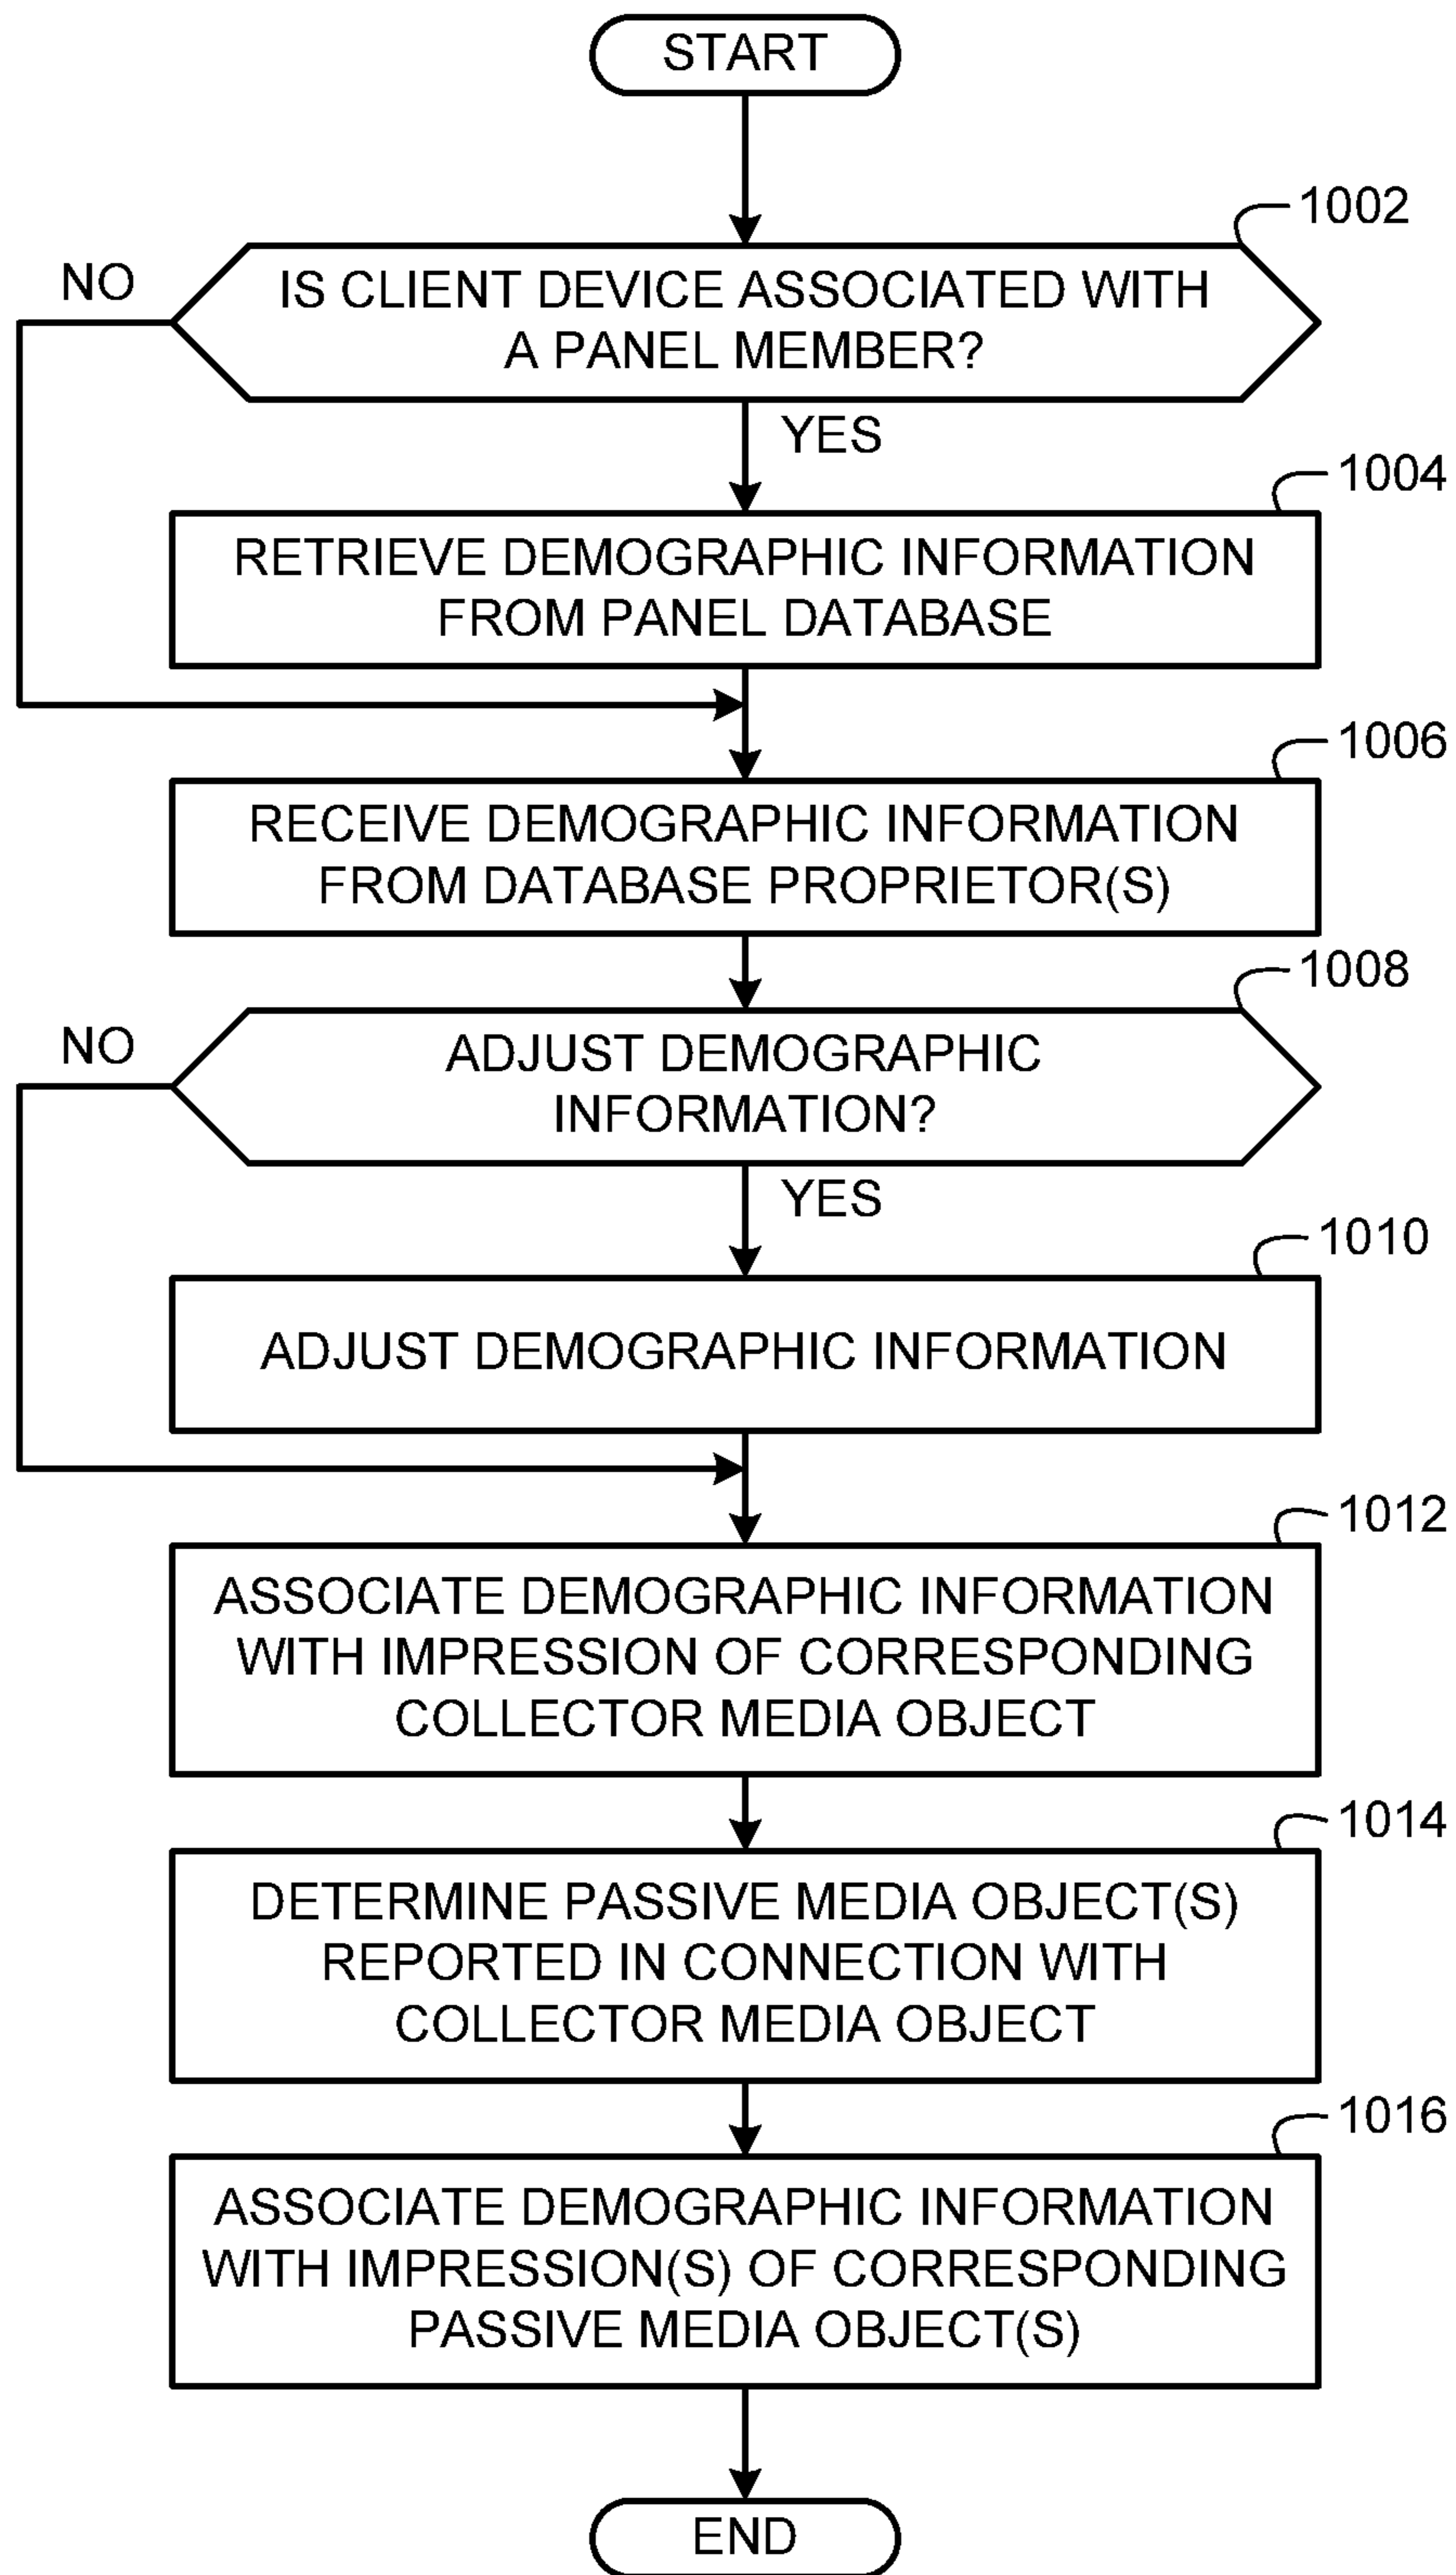 START
1002
NO
IS CLIENT DEVICE ASSOCIATED WITH
A PANEL MEMBER?
YES
1004
RETRIEVE DEMOGRAPHIC INFORMATION
FROM PANEL DATABASE
1006
RECEIVE DEMOGRAPHIC INFORMATION
FROM DATABASE PROPRIETOR(S)
1008
NO
ADJUST DEMOGRAPHIC
INFORMATION?
YES
1010
ADJUST DEMOGRAPHIC INFORMATION
1012
ASSOCIATE DEMOGRAPHIC INFORMATION
WITH IMPRESSION OF CORRESPONDING
COLLECTOR MEDIA OBJECT
1014
DETERMINE PASSIVE MEDIA OBJECT(S)
REPORTED IN CONNECTION WITH
COLLECTOR MEDIA OBJECT
1016
ASSOCIATE DEMOGRAPHIC INFORMATION
WITH IMPRESSION(S) OF CORRESPONDING
PASSIVE MEDIA OBJECT(S)
END